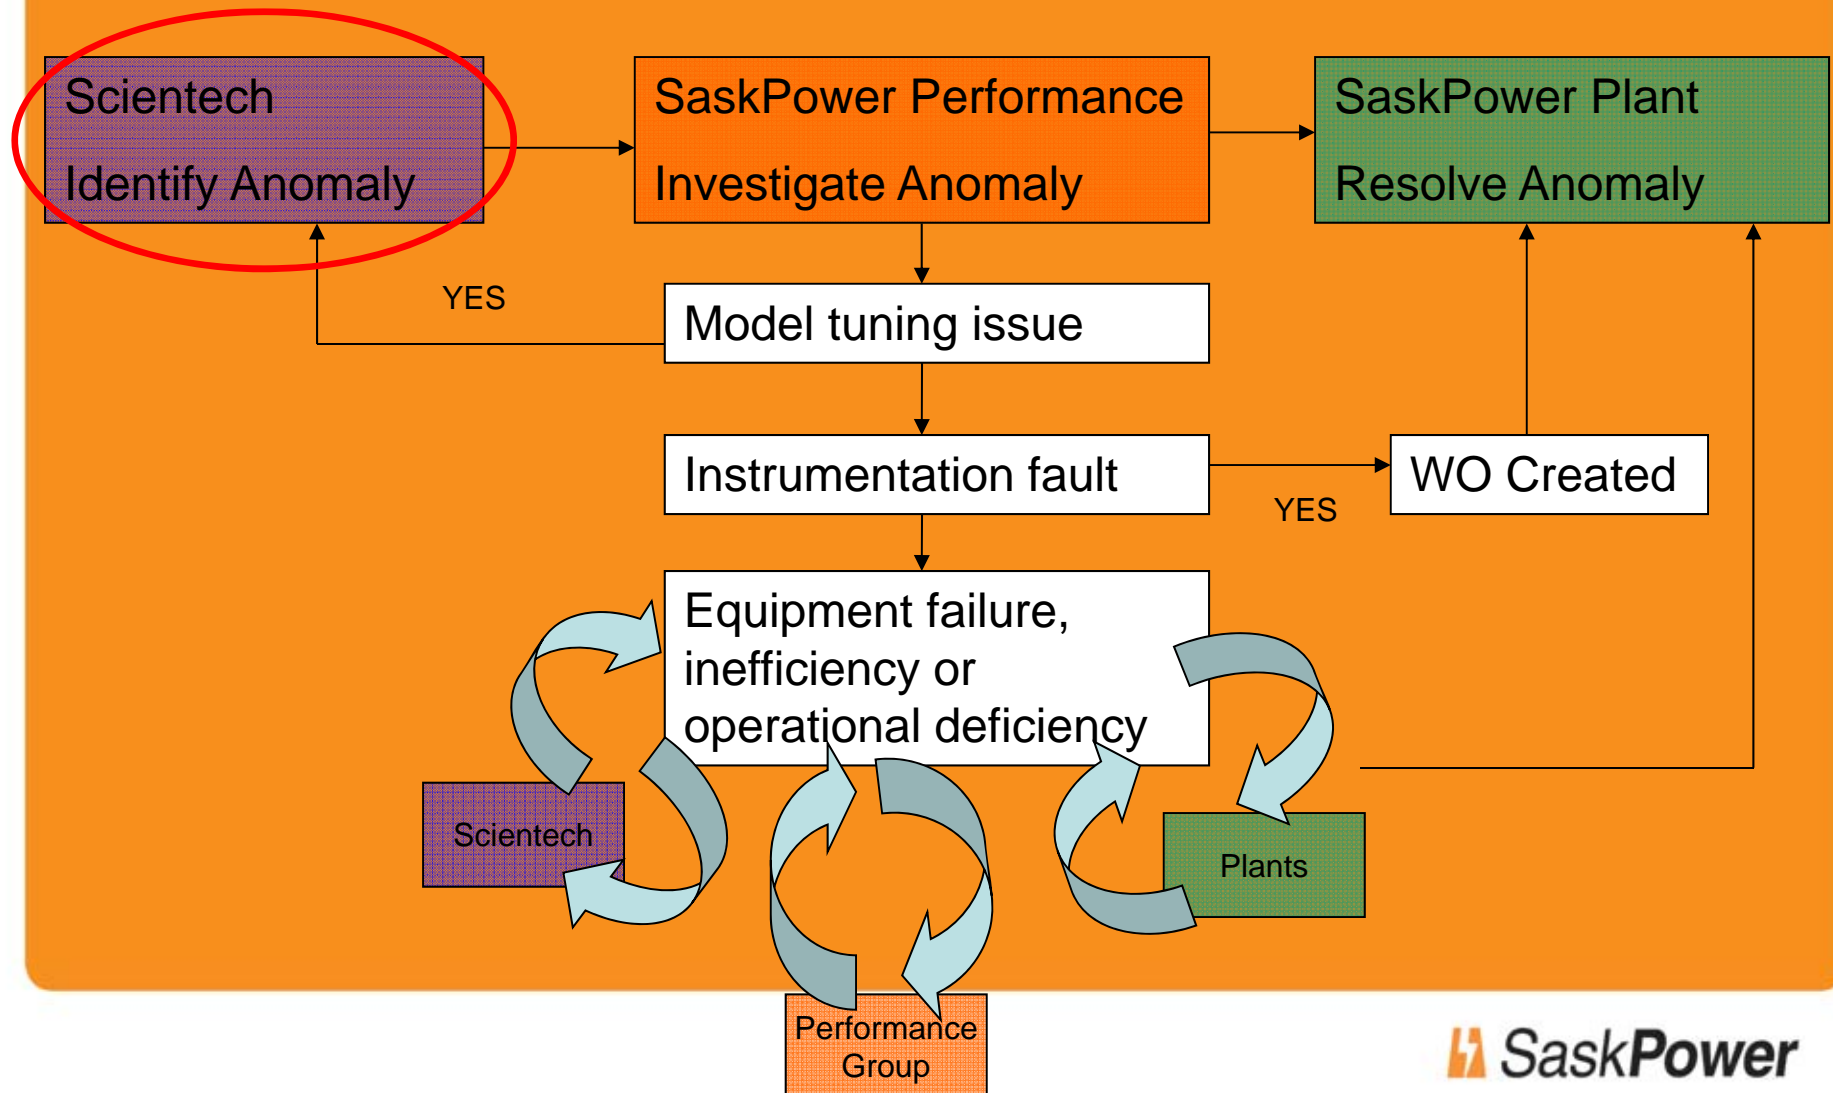 Scientech
Identify Anomaly
SaskPower Performance
Investigate Anomaly
SaskPower Plant
Resolve Anomaly
YES
Model tuning issue
Instrumentation fault
YES
WO Created
Equipment failure,
inefficiency or
operational deficiency
Scientech
Plants
Performance
Group
SaskPower